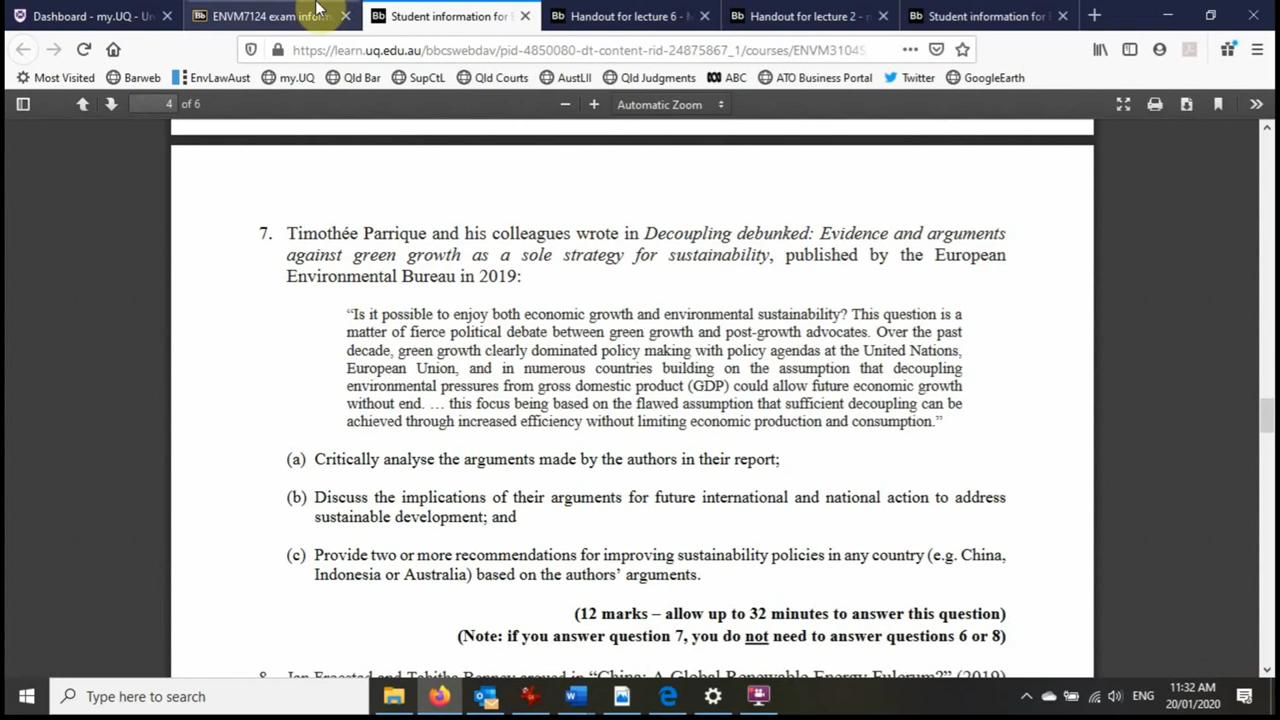 Dashboard - my.UQ - Un
ENVM7124 exam inform
Student information for E
Handout for lecture 6 - M
Handout for lecture 2 - n
Student information for E
https://learn.uq.edu.au/bbcswebdav/pid-4850080-dt-content-rid-24875867_1/courses/ENVM3104S
Most Visited
Barweb
EnvLawAust
my.UQ
Qld Bar
SupCtL
Qld Courts
AustLII
Qld Judgments
ABC
ATO Business Portal
Twitter
GoogleEarth
4 of 6
Automatic Zoom
7. Timothée Parrique and his colleagues wrote in Decoupling debunked: Evidence and arguments
against green growth as a sole strategy for sustainability, published by the European
Environmental Bureau in 2019:
“Is it possible to enjoy both economic growth and environmental sustainability? This question is a
matter of fierce political debate between green growth and post-growth advocates. Over the past
decade, green growth clearly dominated policy making with policy agendas at the United Nations,
European Union, and in numerous countries building on the assumption that decoupling
environmental pressures from gross domestic product (GDP) could allow future economic growth
without end. … this focus being based on the flawed assumption that sufficient decoupling can be
achieved through increased efficiency without limiting economic production and consumption.”
(a) Critically analyse the arguments made by the authors in their report;
(b) Discuss the implications of their arguments for future international and national action to address
sustainable development; and
(c) Provide two or more recommendations for improving sustainability policies in any country (e.g. China,
Indonesia or Australia) based on the authors’ arguments.
(12 marks – allow up to 32 minutes to answer this question)
(Note: if you answer question 7, you do not need to answer questions 6 or 8)
in “China: A Global Renewable Energy Fulcrum?” (2019)
Type here to search
ENG
11:32 AM
20/01/2020